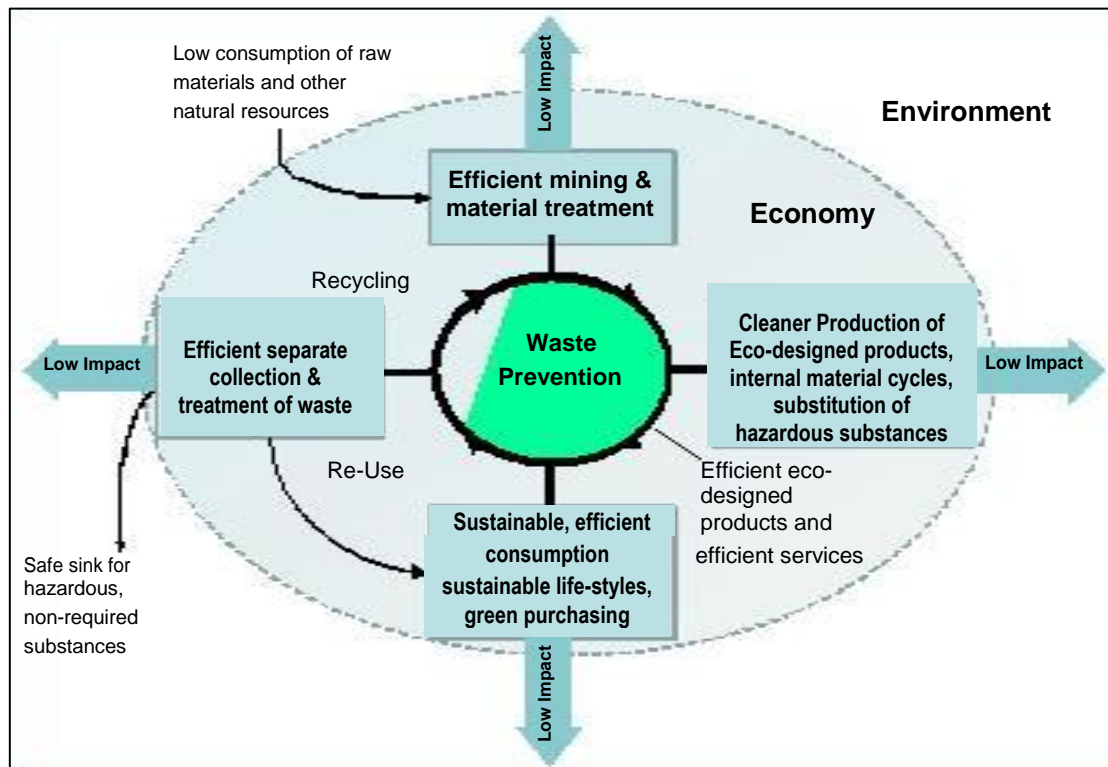 Low consumption of raw
materials and other
natural resources
Low Impact
Environment
Efficient mining &
material treatment
Economy
Recycling
Low Impact
Efficient separate
collection &
treatment of waste
Waste
Prevention
Cleaner Production of
Eco-designed products,
internal material cycles,
substitution of
hazardous substances
Low Impact
Re-Use
Efficient eco-
designed
products and
efficient services
Sustainable, efficient
consumption
sustainable life-styles,
green purchasing
Safe sink for
hazardous,
non-required
substances
Low Impact